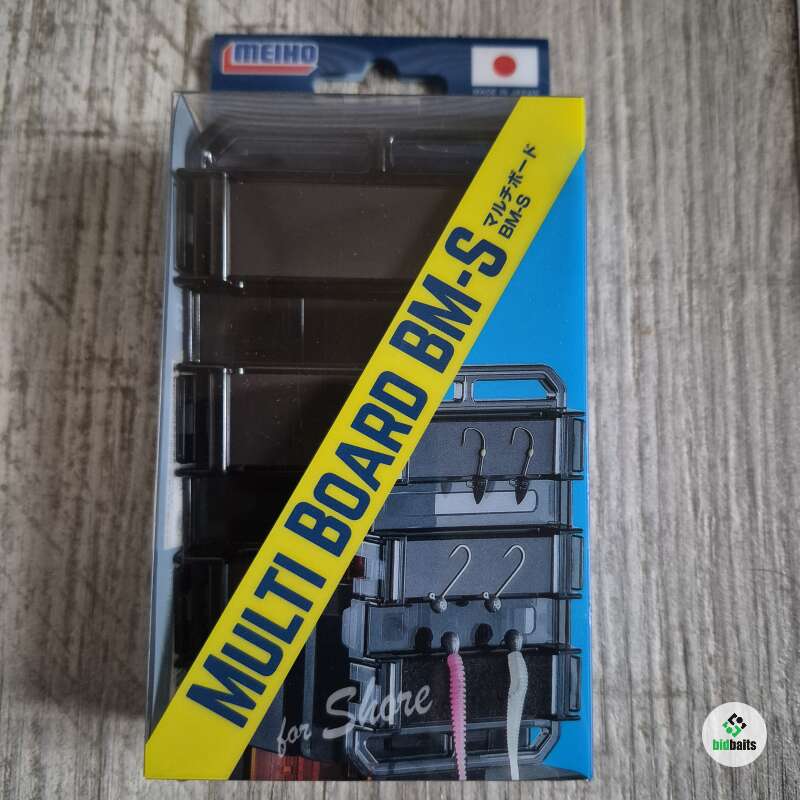 MEIHO
MADE IN JAPAN
マルチボード
BM-S
MULTI BOARD BM-S
for Shore
bidbaits